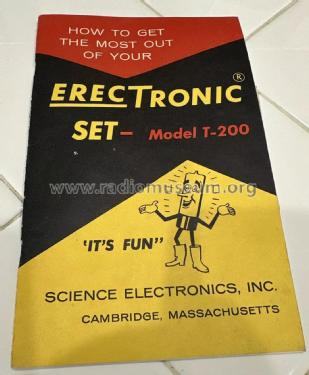 HOW TO GET
THE MOST OUT
OF YOUR
ERECTRONIC ®
SET - Model T-200
www.radiomuseum.org
"IT'S FUN"
SCIENCE ELECTRONICS, INC.
CAMBRIDGE, MASSACHUSETTS